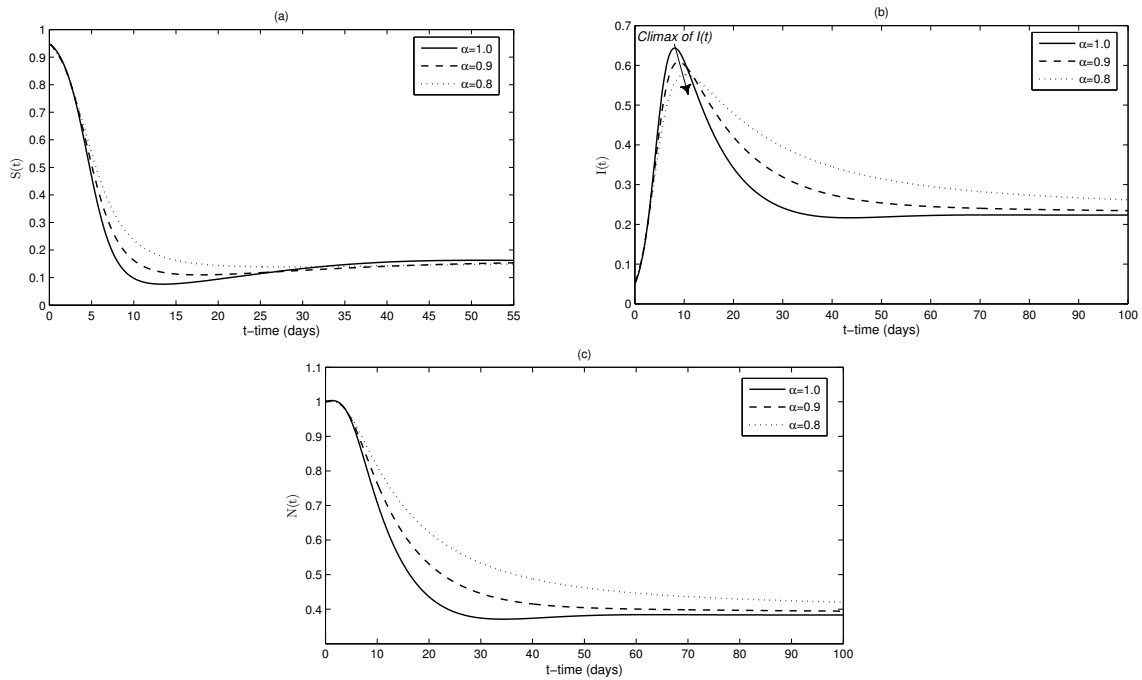 (a)
1
0.9
0.8
0.7
0.6
0.5
0.4
0.3
0.2
0.1
0
S(t)
0 5 10 15 20 25 30 35 40 45 50 55
t−time (days)
α=1.0
α=0.9
α=0.8
(b)
0.7
0.6
0.5
0.4
0.3
0.2
0.1
0
I(t)
Climax of I(t)
0 10 20 30 40 50 60 70 80 90 100
t−time (days)
α=1.0
α=0.9
α=0.8
(c)
1.1
1
0.9
0.8
0.7
0.6
0.5
0.4
N(t)
0 10 20 30 40 50 60 70 80 90 100
t−time (days)
α=1.0
α=0.9
α=0.8